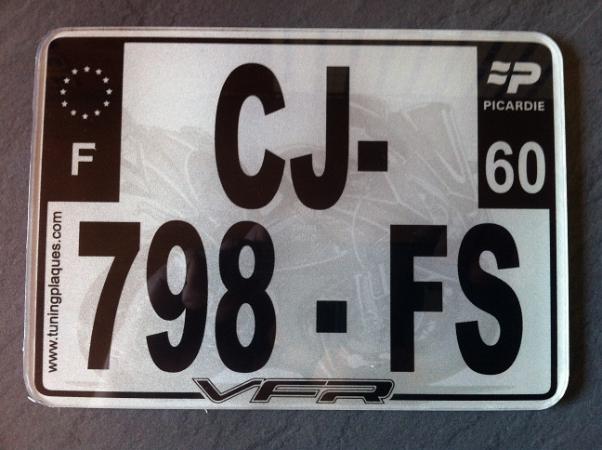 CJ-
F
PICARDIE
60
798-FS
www.tuningplaques.com
VFR